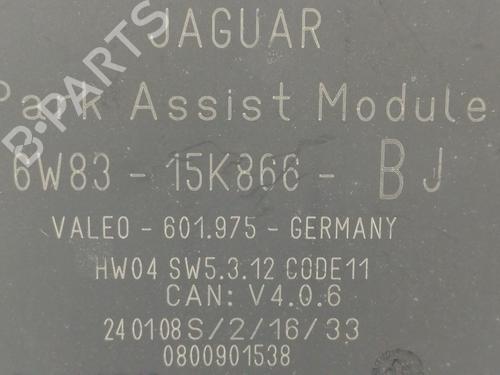 JAGUAR
Park Assist Module
6W83 - 15K866 - BJ
VALEO - 601.975 - GERMANY
HW04 SW5.3.12 CODE11
CAN: V4.0.6
240108S/2/16/33
0800901538
B-PARTS